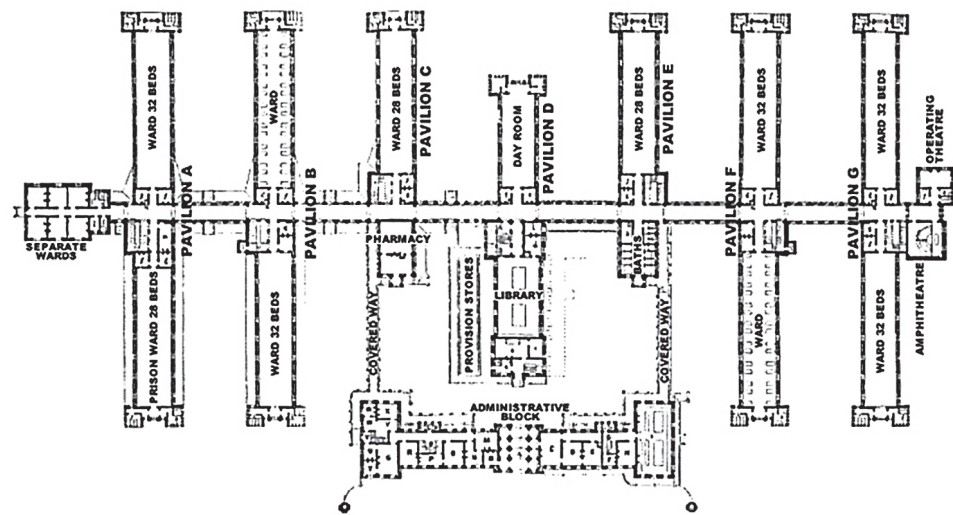 WARD 32 BEDS
WARD
WARD 28 BEDS
PAVILION C
DAY ROOM
PAVILION D
WARD 28 BEDS
PAVILION E
WARD 32 BEDS
WARD 32 BEDS
OPERATING
THEATRE
SEPARATE
WARDS
PAVILION A
PAVILION B
PHARMACY
BATHS
PAVILION F
PAVILION G
AMPHITHEATRE
PRISON WARD 28 BEDS
WARD 32 BEDS
COVERED WAY
PROVISION STORES
LIBRARY
COVERED WAY
WARD
WARD 32 BEDS
ADMINISTRATIVE
BLOCK